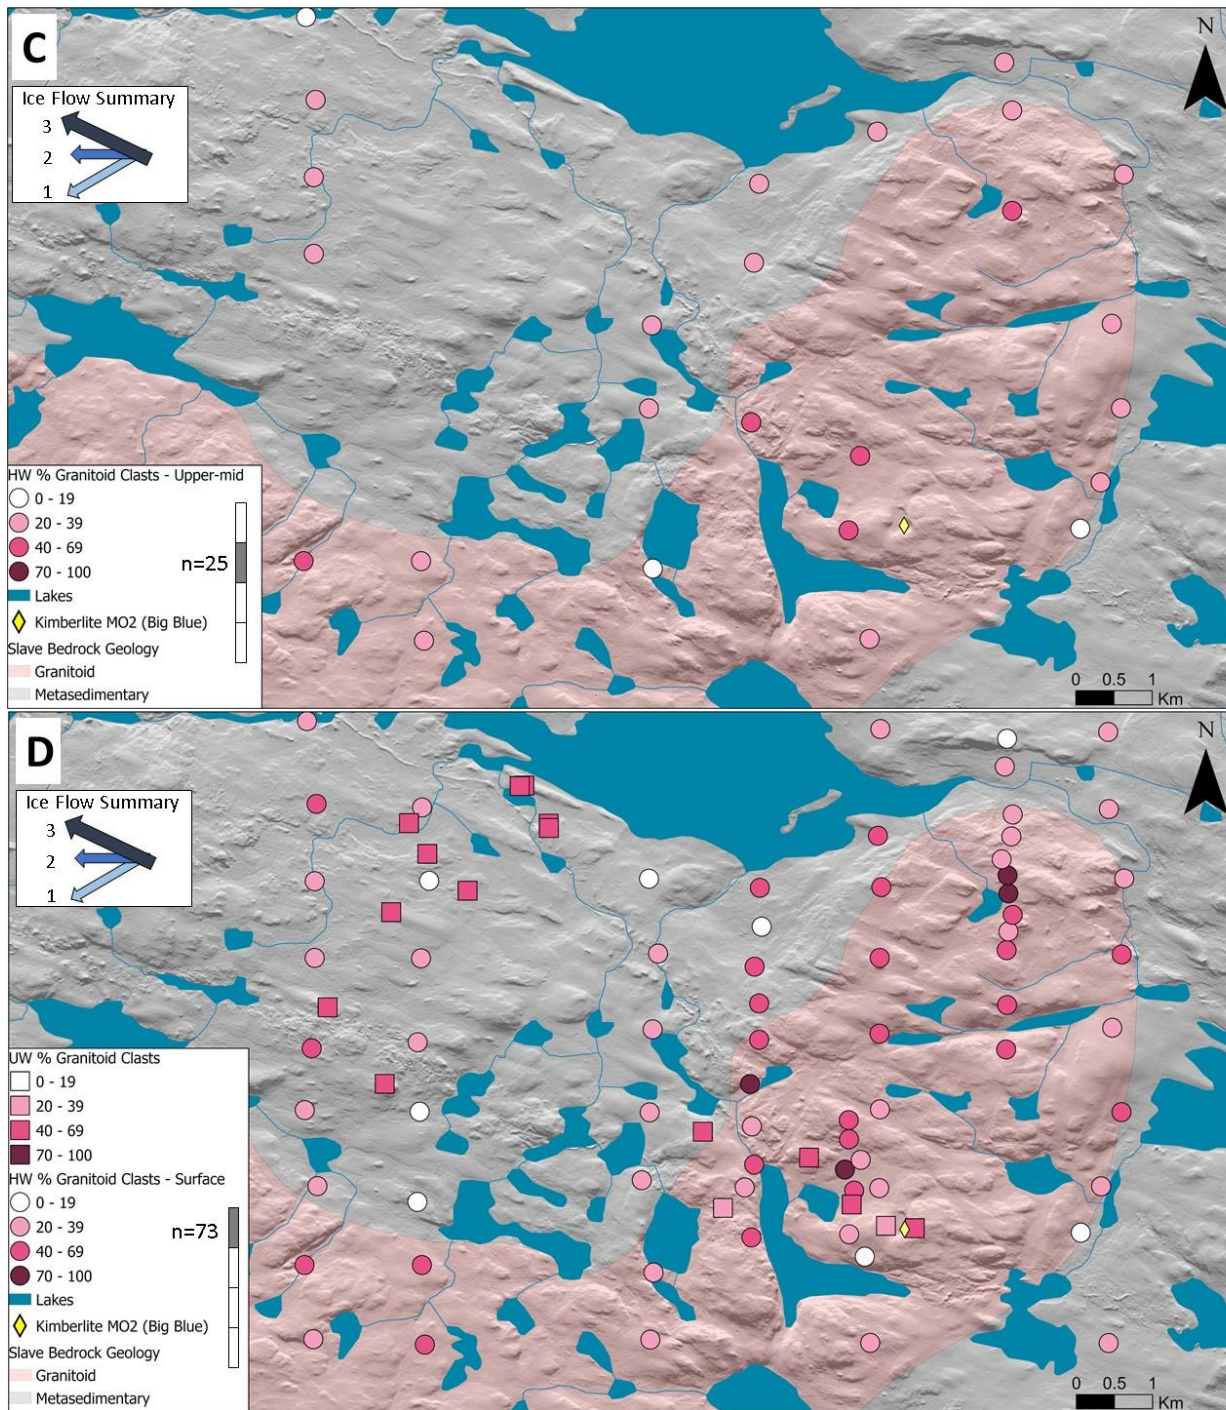 C
Ice Flow Summary
3
2
1
N
HW % Granitoid Clasts - Upper-mid
0 - 19
20 - 39
40 - 69
70 - 100
n=25
Lakes
Kimberlite MO2 (Big Blue)
Slave Bedrock Geology
Granitoid
Metasedimentary
0 0.5 1
Km
D
Ice Flow Summary
3
2
1
N
UW % Granitoid Clasts
0 - 19
20 - 39
40 - 69
70 - 100
HW % Granitoid Clasts - Surface
0 - 19
20 - 39
40 - 69
70 - 100
n=73
Lakes
Kimberlite MO2 (Big Blue)
Slave Bedrock Geology
Granitoid
Metasedimentary
0 0.5 1
Km